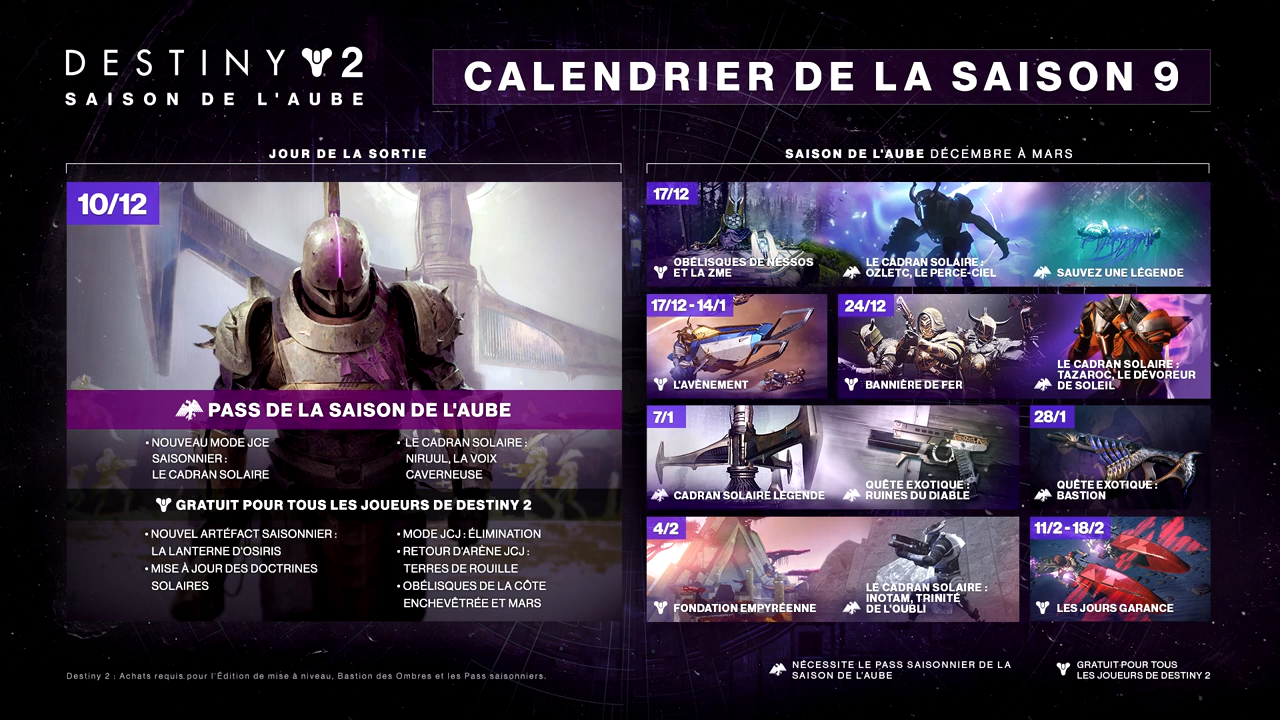 DESTINY 2
SAISON DE L'AUBE
CALENDRIER DE LA SAISON 9
JOUR DE LA SORTIE
10/12
PASS DE LA SAISON DE L'AUBE
• NOUVEAU MODE JCE
SAISONNIER :
LE CADRAN SOLAIRE
• LE CADRAN SOLAIRE :
NIRUUL, LA VOIX
CAVERNEUSE
GRATUIT POUR TOUS LES JOUEURS DE DESTINY 2
• NOUVEL ARTÉFACT SAISONNIER :
LA LANTERNE D'OSIRIS
• MISE À JOUR DES DOCTRINES
SOLAIRES
• MODE JCJ : ÉLIMINATION
• RETOUR D'ARÈNE JCJ :
TERRES DE ROUILLE
• OBÉLISQUES DE LA CÔTE
ENCHEVÊTRÉE ET MARS
SAISON DE L'AUBE DÉCEMBRE À MARS
17/12
OBÉLISQUES DE NESSOS
ET LA ZME
LE CADRAN SOLAIRE :
OZLETC, LE PERCE-CIEL
SAUVEZ UNE LÉGENDE
17/12 - 14/1
L'AVÈNEMENT
24/12
BANNIÈRE DE FER
LE CADRAN SOLAIRE :
TAZAROC, LE DÉVOREUR
DE SOLEIL
7/1
CADRAN SOLAIRE LÉGENDE
QUÊTE EXOTIQUE :
RUINES DU DIABLE
28/1
QUÊTE EXOTIQUE :
BASTION
4/2
FONDATION EMPYRÉENNE
LE CADRAN SOLAIRE :
INOTAM, TRINITÉ
DE L'OUBLI
11/2 - 18/2
LES JOURS GARANCE
Destiny 2 : Achats requis pour l'Édition de mise à niveau, Bastion des Ombres et les Pass saisonniers.
NÉCESSITE LE PASS SAISONNIER DE LA
SAISON DE L'AUBE
GRATUIT POUR TOUS
LES JOUEURS DE DESTINY 2